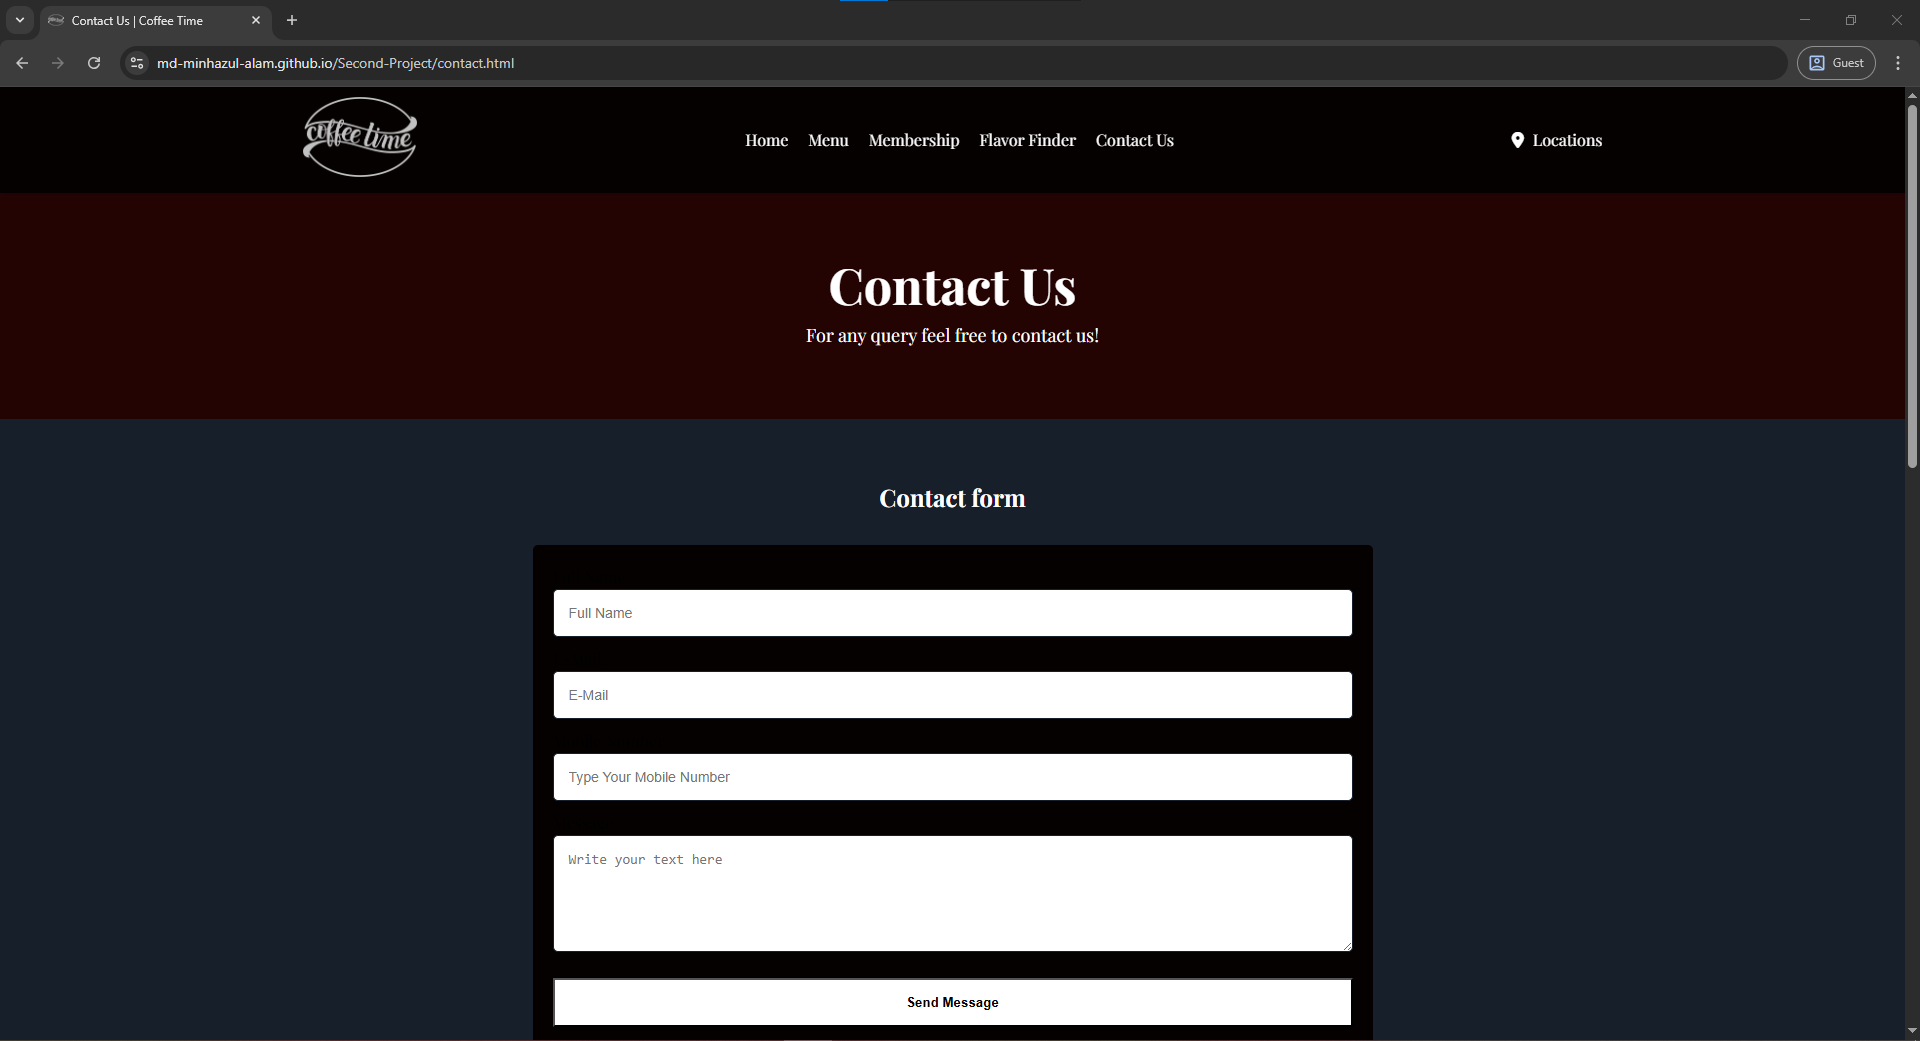 Contact Us | Coffee Time
md-minhazul-alam.github.io/Second-Project/contact.html
Guest
coffee time
Home Menu Membership Flavor Finder Contact Us
Locations
Contact Us
For any query feel free to contact us!
Contact form
Full Name
E-Mail
Type Your Mobile Number
Write your text here
Send Message